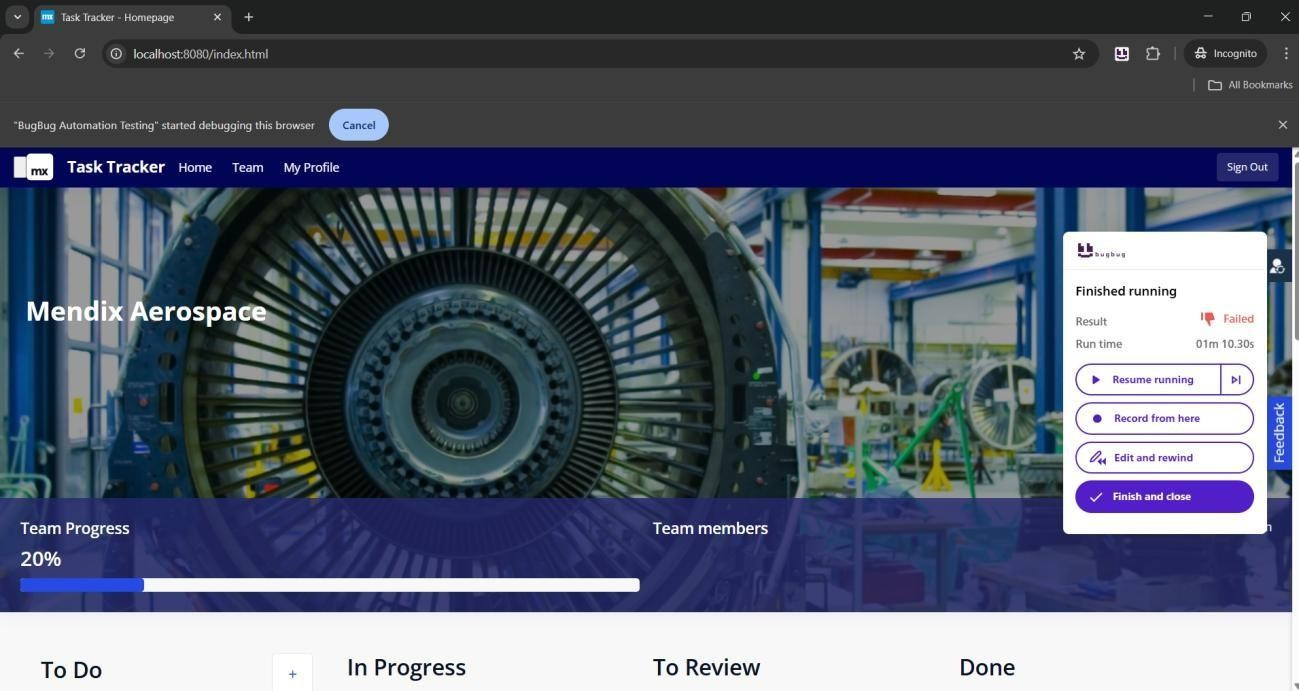 mx Task Tracker - Homepage
localhost:8080/index.html
Incognito
All Bookmarks
"BugBug Automation Testing" started debugging this browser
Cancel
mx
Task Tracker
Home
Team
My Profile
Sign Out
Mendix Aerospace
bugbug
Finished running
Result
Failed
Run time
01m 10.30s
Resume running
Record from here
Edit and rewind
Finish and close
Feedback
Team Progress
Team members
20%
To Do
+
In Progress
To Review
Done